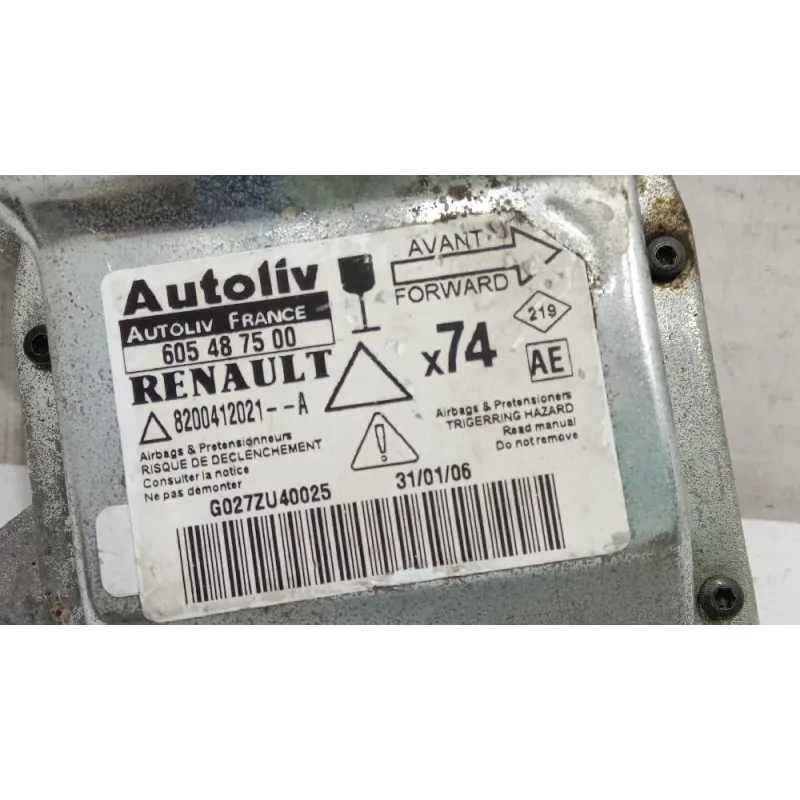 Autoliv
AUTOLIV FRANCE
605 48 75 00
RENAULT
8200412021--A
AVANT
FORWARD
x74
219
AE
Airbags & Pretensionneurs
RISQUE DE DECLENCHEMENT
Consulter la notice
Ne pas démonter
Airbags & Pretensioners
TRIGERRING HAZARD
Read manual
Do not remove
G027ZU40025
31/01/06